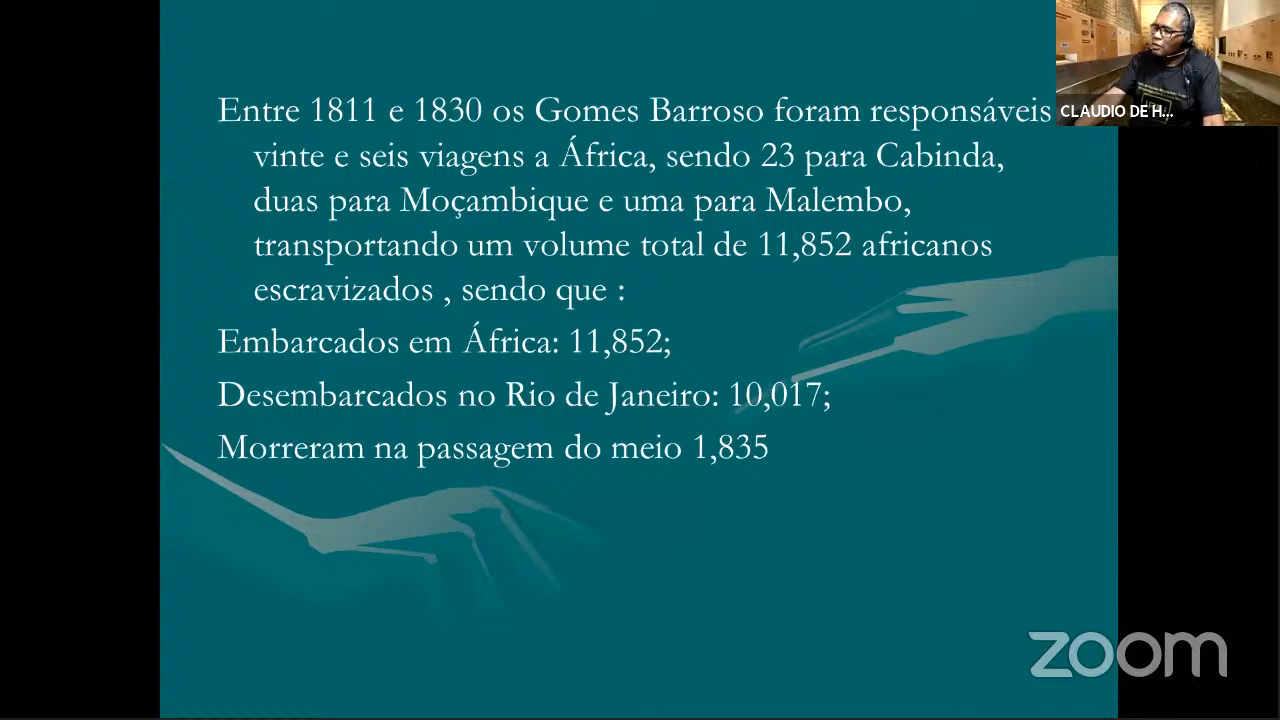 Entre 1811 e 1830 os Gomes Barroso foram responsáveis
vinte e seis viagens a África, sendo 23 para Cabinda,
duas para Moçambique e uma para Malembo,
transportando um volume total de 11,852 africanos
escravizados , sendo que :
Embarcados em África: 11,852;
Desembarcados no Rio de Janeiro: 10,017;
Morreram na passagem do meio 1,835
CLAUDIO DE H...
zoom